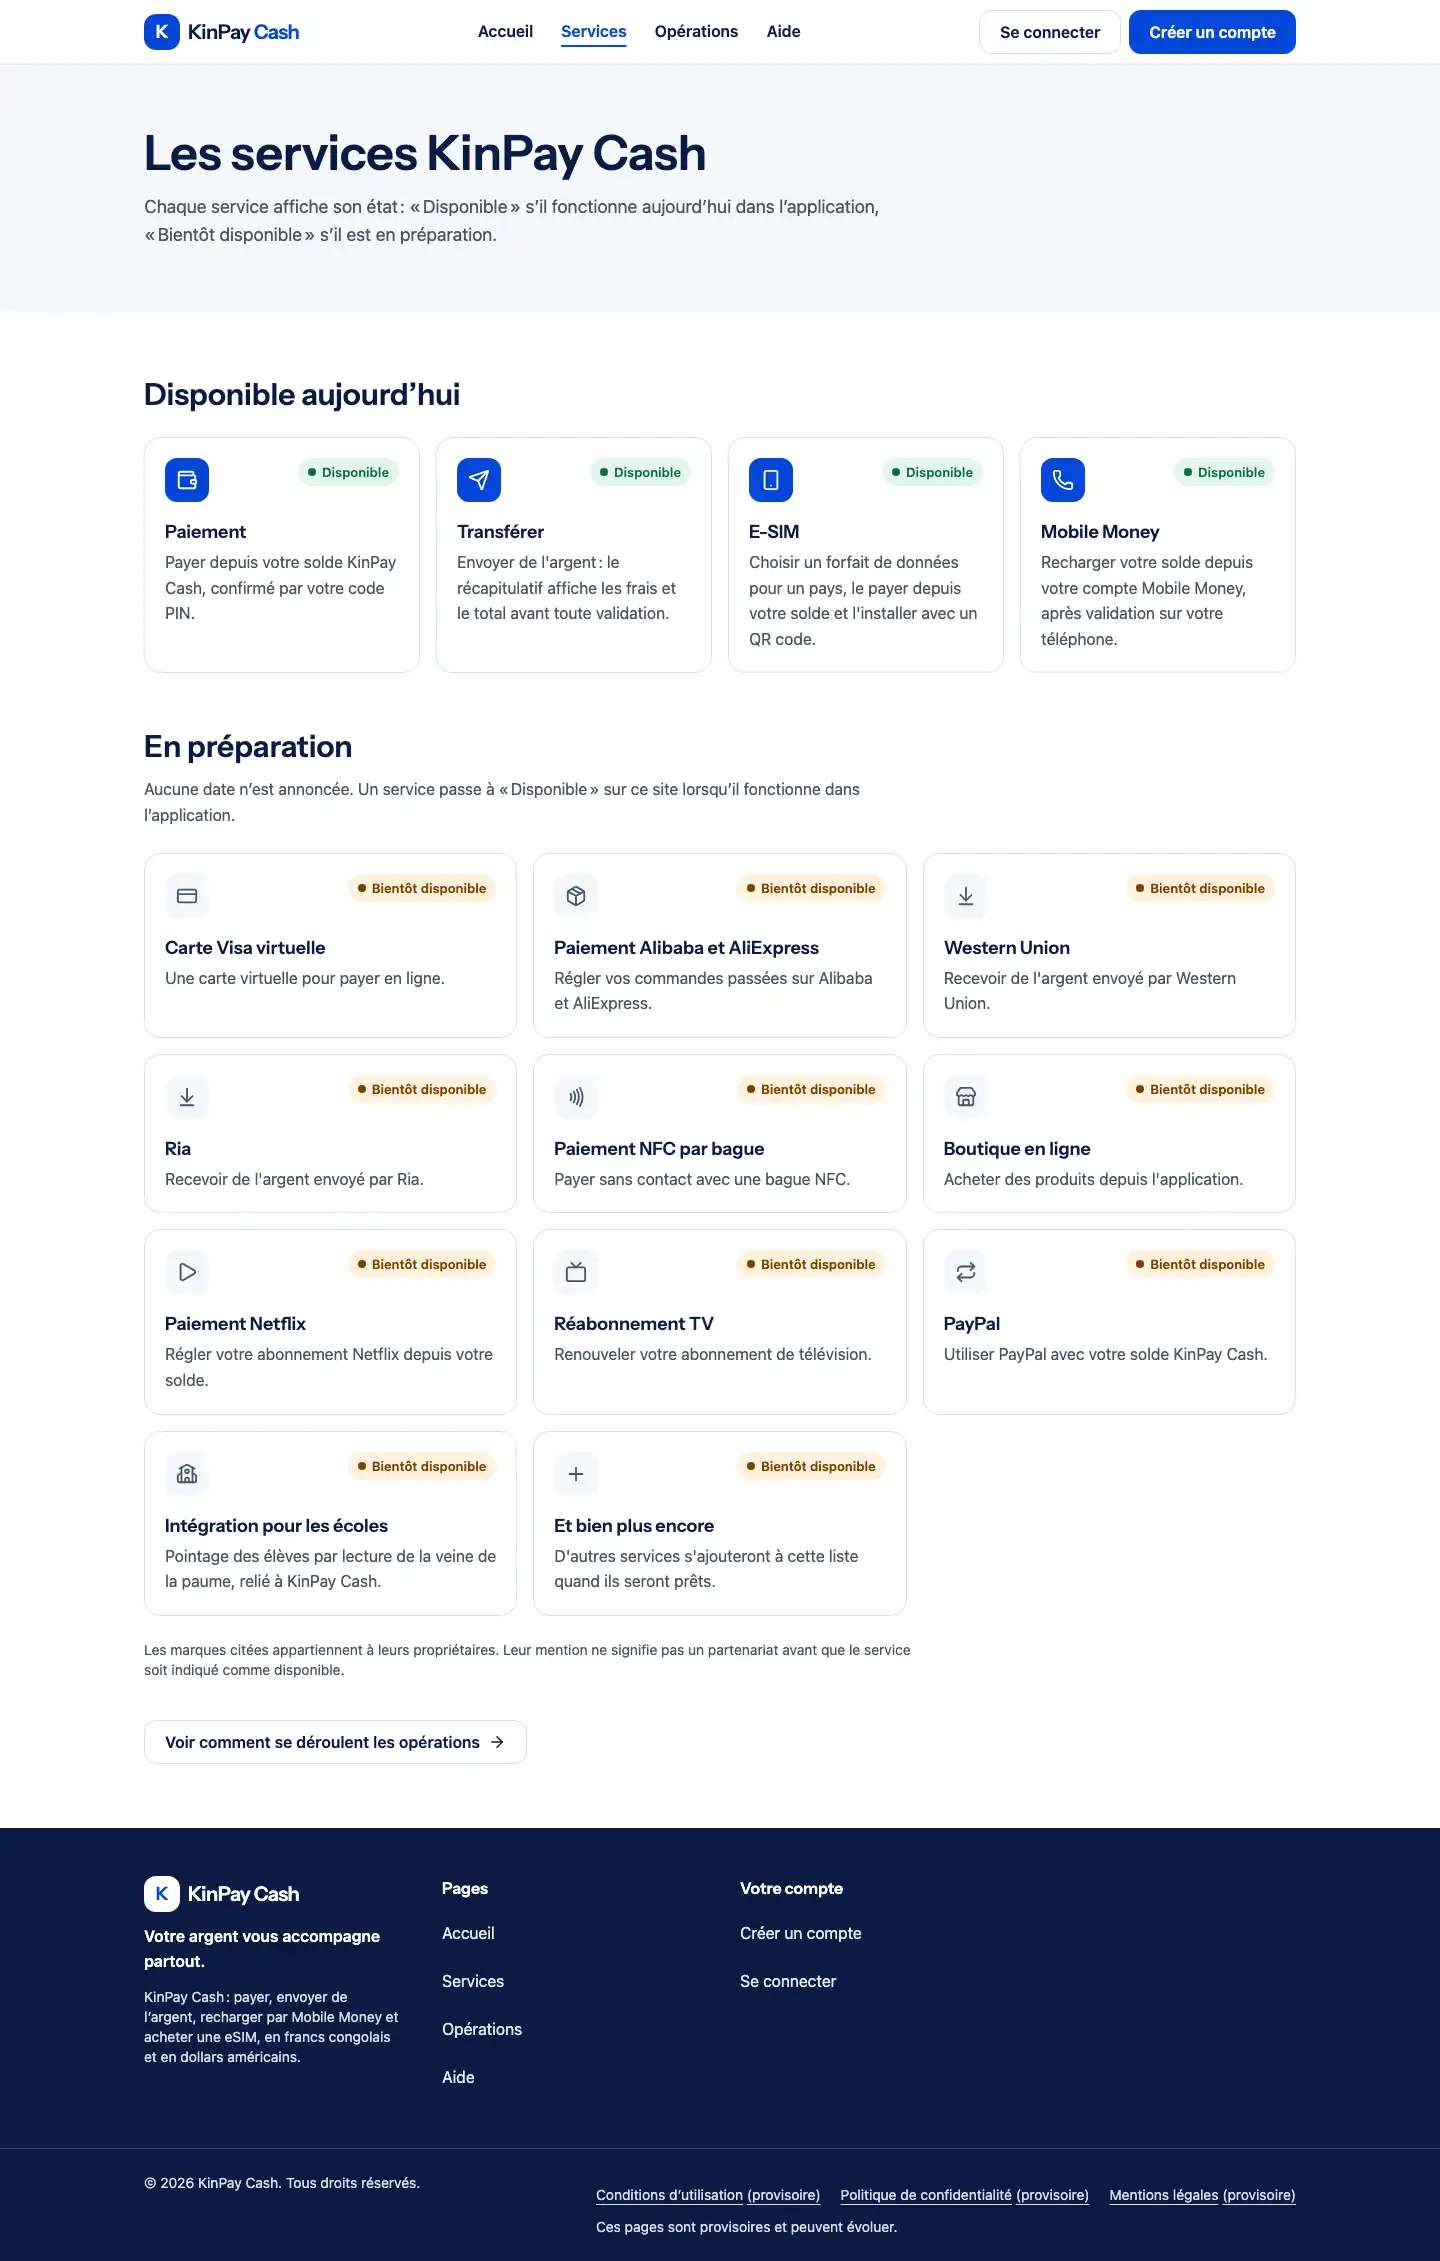 K KinPay Cash
Accueil Services Opérations Aide
Se connecter Créer un compte
Les services KinPay Cash
Chaque service affiche son état : « Disponible » s’il fonctionne aujourd’hui dans l’application,
« Bientôt disponible » s’il est en préparation.
Disponible aujourd’hui
Disponible
Paiement
Payer depuis votre solde KinPay
Cash, confirmé par votre code
PIN.
Disponible
Transférer
Envoyer de l'argent : le
récapitulatif affiche les frais et
le total avant toute validation.
Disponible
E-SIM
Choisir un forfait de données
pour un pays, le payer depuis
votre solde et l'installer avec un
QR code.
Disponible
Mobile Money
Recharger votre solde depuis
votre compte Mobile Money,
après validation sur votre
téléphone.
En préparation
Aucune date n’est annoncée. Un service passe à « Disponible » sur ce site lorsqu’il fonctionne dans
l’application.
Bientôt disponible
Carte Visa virtuelle
Une carte virtuelle pour payer en ligne.
Bientôt disponible
Paiement Alibaba et AliExpress
Régler vos commandes passées sur Alibaba
et AliExpress.
Bientôt disponible
Western Union
Recevoir de l'argent envoyé par Western
Union.
Bientôt disponible
Ria
Recevoir de l'argent envoyé par Ria.
Bientôt disponible
Paiement NFC par bague
Payer sans contact avec une bague NFC.
Bientôt disponible
Boutique en ligne
Acheter des produits depuis l'application.
Bientôt disponible
Paiement Netflix
Régler votre abonnement Netflix depuis votre
solde.
Bientôt disponible
Réabonnement TV
Renouveler votre abonnement de télévision.
Bientôt disponible
PayPal
Utiliser PayPal avec votre solde KinPay Cash.
Bientôt disponible
Intégration pour les écoles
Pointage des élèves par lecture de la veine de
la paume, relié à KinPay Cash.
Bientôt disponible
Et bien plus encore
D'autres services s'ajouteront à cette liste
quand ils seront prêts.
Les marques citées appartiennent à leurs propriétaires. Leur mention ne signifie pas un partenariat avant que le service
soit indiqué comme disponible.
Voir comment se déroulent les opérations
K KinPay Cash
Votre argent vous accompagne
partout.
KinPay Cash : payer, envoyer de
l’argent, recharger par Mobile Money et
acheter une eSIM, en francs congolais
et en dollars américains.
Pages
Accueil
Services
Opérations
Aide
Votre compte
Créer un compte
Se connecter
© 2026 KinPay Cash. Tous droits réservés.
Conditions d’utilisation (provisoire) Politique de confidentialité (provisoire) Mentions légales (provisoire)
Ces pages sont provisoires et peuvent évoluer.